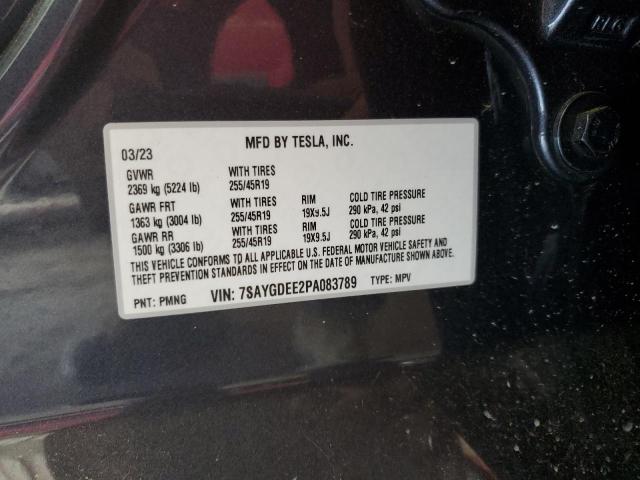 MFD BY TESLA, INC.
03/23
GVWR WITH TIRES
2369 kg (5224 lb) 255/45R19
GAWR FRT WITH TIRES RIM COLD TIRE PRESSURE
1363 kg (3004 lb) 255/45R19 19X9.5J 290 kPa, 42 psi
GAWR RR WITH TIRES RIM COLD TIRE PRESSURE
1500 kg (3306 lb) 255/45R19 19X9.5J 290 kPa, 42 psi
THIS VEHICLE CONFORMS TO ALL APPLICABLE U.S. FEDERAL MOTOR VEHICLE SAFETY AND
THEFT PREVENTION STANDARDS IN EFFECT ON THE DATE OF MANUFACTURE SHOWN ABOVE.
PNT: PMNG VIN: 7SAYGDEE2PA083789 TYPE: MPV